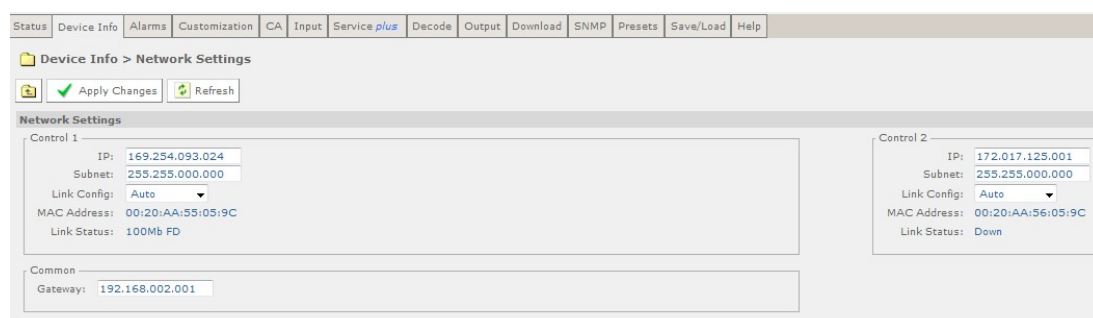 Status Device Info Alarms Customization CA Input Service plus Decode Output Download SNMP Presets Save/Load Help
Device Info > Network Settings
Apply Changes Refresh
Network Settings
Control 1
IP: 169.254.093.024
Subnet: 255.255.000.000
Link Config: Auto
MAC Address: 00:20:AA:55:05:9C
Link Status: 100Mb FD
Control 2
IP: 172.017.125.001
Subnet: 255.255.000.000
Link Config: Auto
MAC Address: 00:20:AA:56:05:9C
Link Status: Down
Common
Gateway: 192.168.002.001